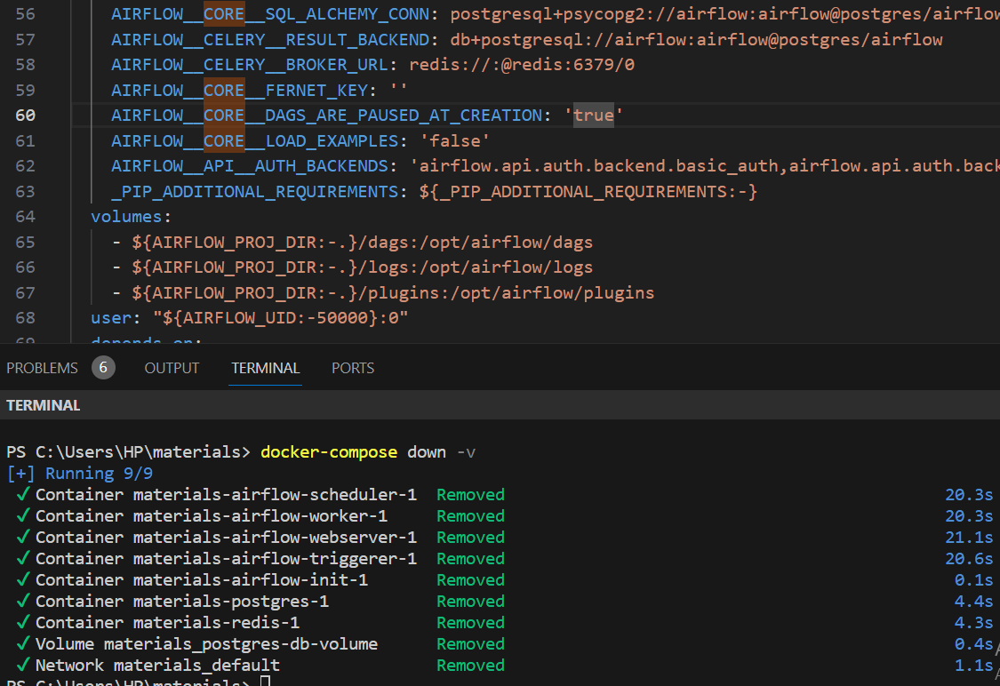 56 AIRFLOW__CORE__SQL_ALCHEMY_CONN: postgresql+psycopg2://airflow:airflow@postgres/airflow
57 AIRFLOW__CELERY__RESULT_BACKEND: db+postgresql://airflow:airflow@postgres/airflow
58 AIRFLOW__CELERY__BROKER_URL: redis://:@redis:6379/0
59 AIRFLOW__CORE__FERNET_KEY: ''
60 AIRFLOW__CORE__DAGS_ARE_PAUSED_AT_CREATION: 'true'
61 AIRFLOW__CORE__LOAD_EXAMPLES: 'false'
62 AIRFLOW__API__AUTH_BACKENDS: 'airflow.api.auth.backend.basic_auth,airflow.api.auth.back
63 _PIP_ADDITIONAL_REQUIREMENTS: ${_PIP_ADDITIONAL_REQUIREMENTS:-}
64 volumes:
65 - ${AIRFLOW_PROJ_DIR:-.}/dags:/opt/airflow/dags
66 - ${AIRFLOW_PROJ_DIR:-.}/logs:/opt/airflow/logs
67 - ${AIRFLOW_PROJ_DIR:-.}/plugins:/opt/airflow/plugins
68 user: "${AIRFLOW_UID:-50000}:0"
69 depends_on:
PROBLEMS 6 OUTPUT TERMINAL PORTS
TERMINAL
PS C:\Users\HP\materials> docker-compose down -v
[+] Running 9/9
✓ Container materials-airflow-scheduler-1 Removed 20.3s
✓ Container materials-airflow-worker-1 Removed 20.3s
✓ Container materials-airflow-webserver-1 Removed 21.1s
✓ Container materials-airflow-triggerer-1 Removed 20.6s
✓ Container materials-airflow-init-1 Removed 0.1s
✓ Container materials-postgres-1 Removed 4.4s
✓ Container materials-redis-1 Removed 4.3s
✓ Volume materials_postgres-db-volume Removed 0.4s
✓ Network materials_default Removed 1.1s
PS C:\Users\HP\materials>